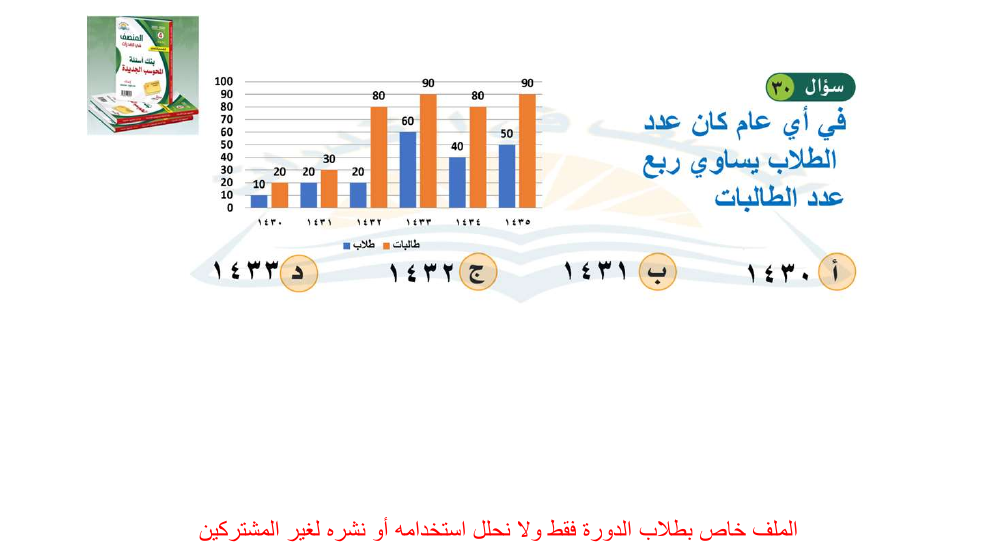 المنصف
بنك أسئلة
المحوسب الجديدة
سؤال ٣٠
في أي عام كان عدد
الطلاب يساوي ربع
عدد الطالبات
100
90
80
70
60
50
40
30
20
10
0
10 20 20 30 20 80 60 90 40 80 50 90
١٤٣٠ ١٤٣١ ١٤٣٢ ١٤٣٣ ١٤٣٤ ١٤٣٥
طلاب طالبات
أ ١٤٣٠ ب ١٤٣١ ج ١٤٣٢ د ١٤٣٣
الملف خاص بطلاب الدورة فقط ولا نحلل استخدامه أو نشره لغير المشتركين